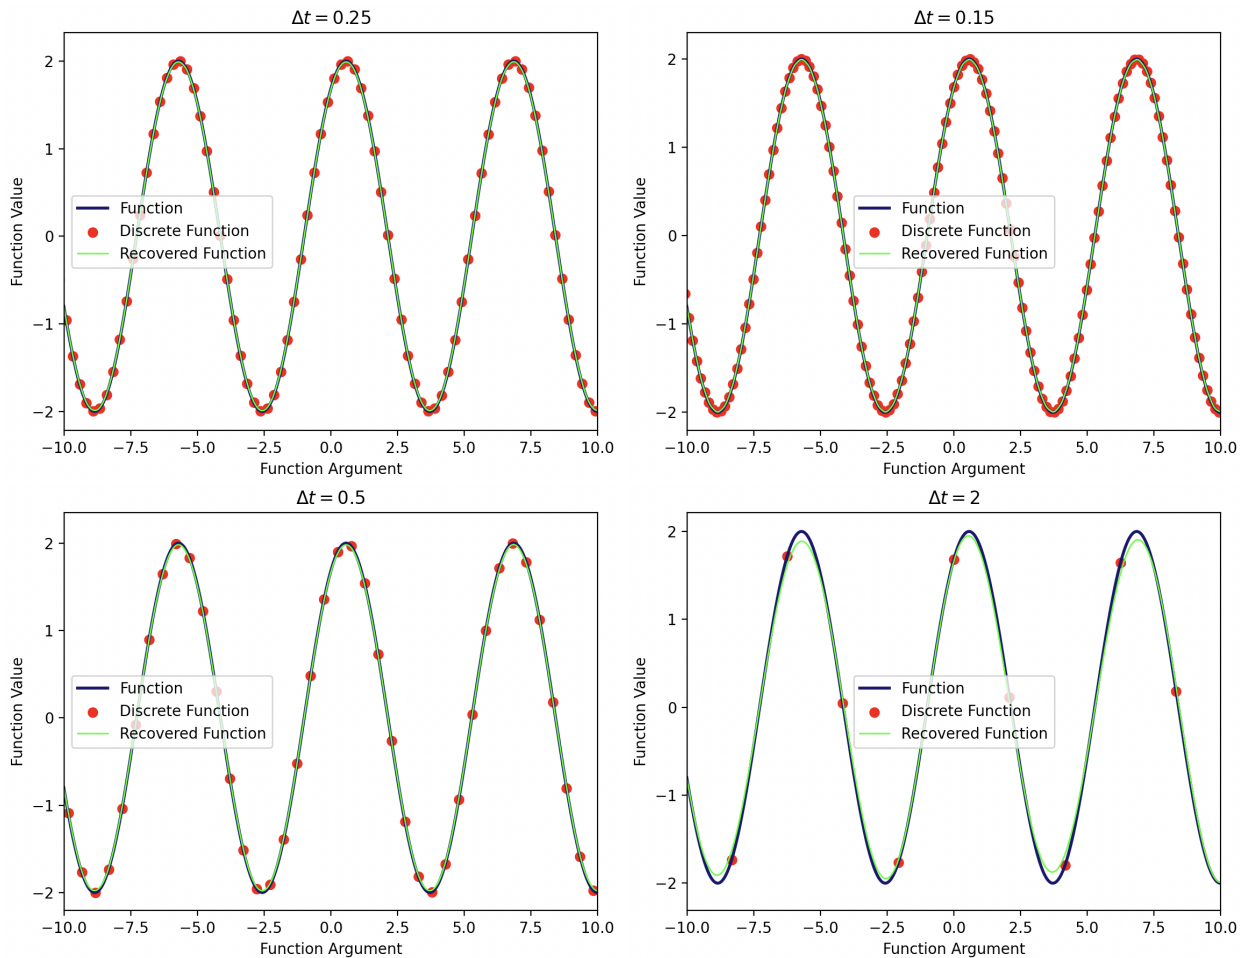 Δt = 0.25
Function Value
2
1
0
−1
−2
Function
Discrete Function
Recovered Function
−10.0 −7.5 −5.0 −2.5 0.0 2.5 5.0 7.5 10.0
Function Argument
Δt = 0.15
Function Value
2
1
0
−1
−2
Function
Discrete Function
Recovered Function
−10.0 −7.5 −5.0 −2.5 0.0 2.5 5.0 7.5 10.0
Function Argument
Δt = 0.5
Function Value
2
1
0
−1
−2
Function
Discrete Function
Recovered Function
−10.0 −7.5 −5.0 −2.5 0.0 2.5 5.0 7.5 10.0
Function Argument
Δt = 2
Function Value
2
1
0
−1
−2
Function
Discrete Function
Recovered Function
−10.0 −7.5 −5.0 −2.5 0.0 2.5 5.0 7.5 10.0
Function Argument